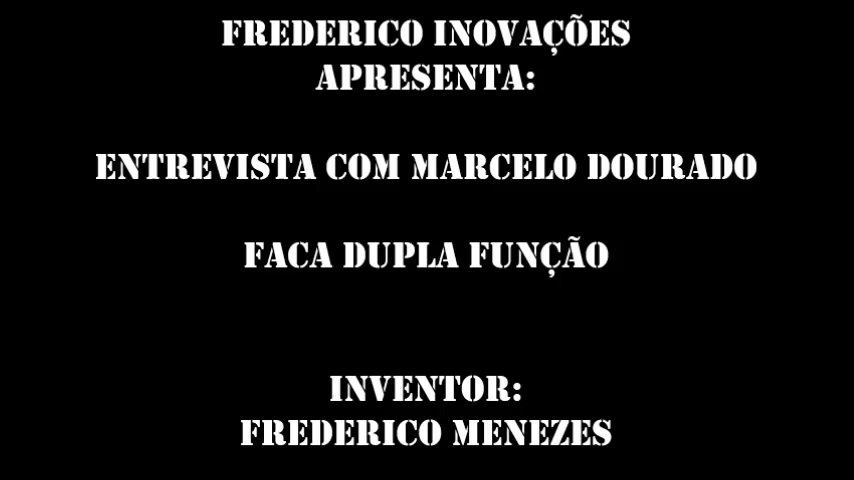 FREDERICO INOVAÇÕES
APRESENTA:
ENTREVISTA COM MARCELO DOURADO
FACA DUPLA FUNÇÃO
INVENTOR:
FREDERICO MENEZES